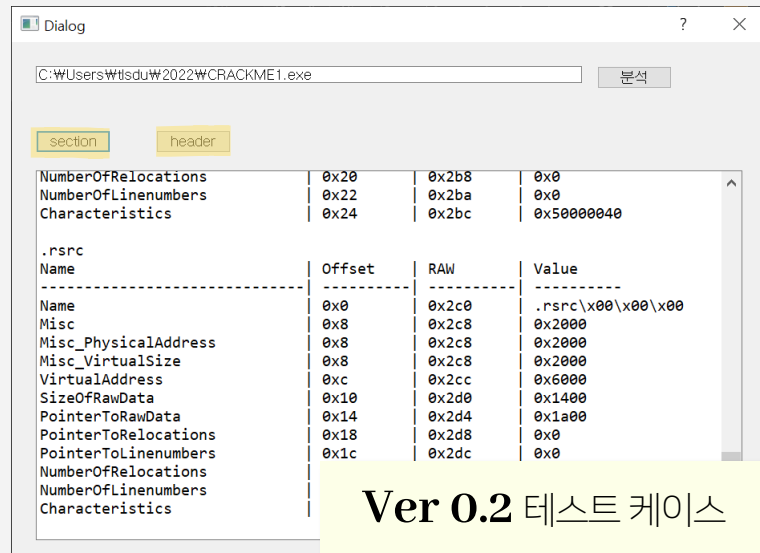 Dialog
C:₩Users₩tlsdu₩2022₩CRACKME1.exe 분석
section header
NumberOfRelocations | 0x20 | 0x2b8 | 0x0
NumberOfLinenumbers | 0x22 | 0x2ba | 0x0
Characteristics | 0x24 | 0x2bc | 0x50000040
.rsrc
Name | Offset | RAW | Value
-----------------------------| ----------| ----------| ----------
Name | 0x0 | 0x2c0 | .rsrc\x00\x00\x00
Misc | 0x8 | 0x2c8 | 0x2000
Misc_PhysicalAddress | 0x8 | 0x2c8 | 0x2000
Misc_VirtualSize | 0x8 | 0x2c8 | 0x2000
VirtualAddress | 0xc | 0x2cc | 0x6000
SizeOfRawData | 0x10 | 0x2d0 | 0x1400
PointerToRawData | 0x14 | 0x2d4 | 0x1a00
PointerToRelocations | 0x18 | 0x2d8 | 0x0
PointerToLinenumbers | 0x1c | 0x2dc | 0x0
NumberOfRelocations |
NumberOfLinenumbers |
Characteristics |
Ver 0.2 테스트 케이스